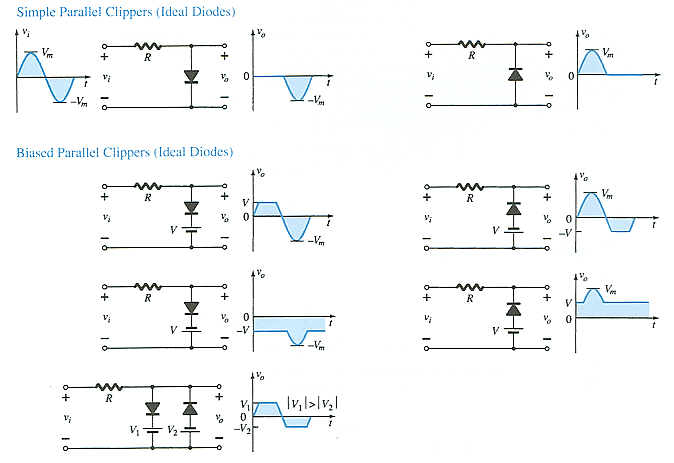 Simple Parallel Clippers (Ideal Diodes)
vi
Vm
t
−Vm
+
R
+
vi
vo
−
−
vo
0
t
−Vm
+
R
+
vi
vo
−
−
vo
Vm
0
t
Biased Parallel Clippers (Ideal Diodes)
+
R
+
vi
V
vo
−
−
vo
V
0
t
−Vm
+
R
+
vi
V
vo
−
−
vo
Vm
0
−V
t
+
R
+
vi
V
vo
−
−
vo
0
−V
t
−Vm
+
R
+
vi
V
vo
−
−
vo
Vm
V
0
t
+
R
+
vi
V1
V2
vo
−
−
vo
V1
|V1|>|V2|
0
−V2
t